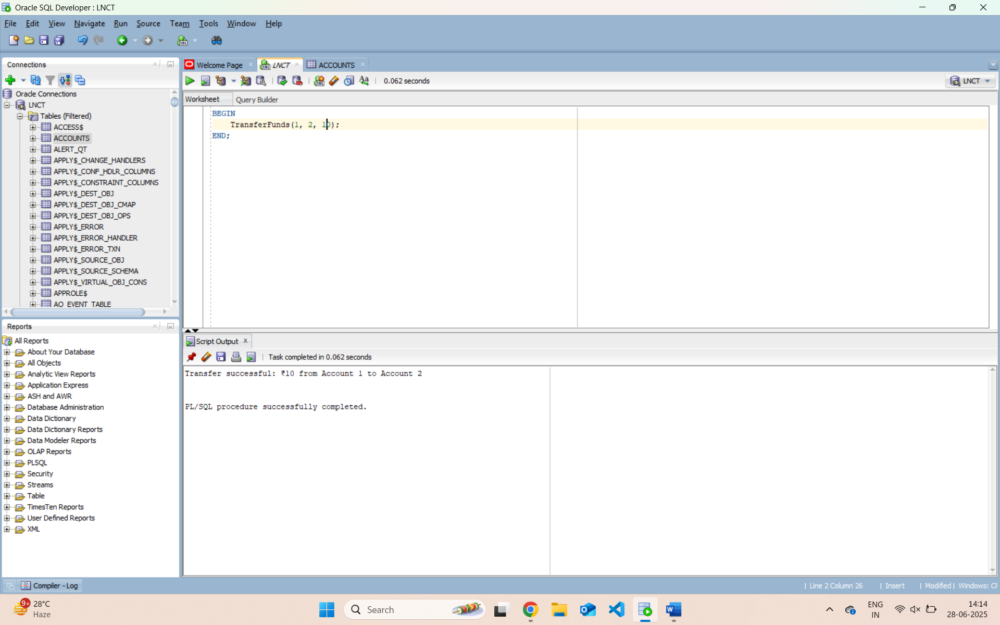 Oracle SQL Developer : LNCT
File Edit View Navigate Run Source Team Tools Window Help
SQL
Connections
Welcome Page
LNCT
ACCOUNTS
0.062 seconds
LNCT
Oracle Connections
LNCT
Tables (Filtered)
ACCESS$
ACCOUNTS
ALERT_QT
APPLY$_CHANGE_HANDLERS
APPLY$_CONF_HDLR_COLUMNS
APPLY$_CONSTRAINT_COLUMNS
APPLY$_DEST_OBJ
APPLY$_DEST_OBJ_CMAP
APPLY$_DEST_OBJ_OPS
APPLY$_ERROR
APPLY$_ERROR_HANDLER
APPLY$_ERROR_TXN
APPLY$_SOURCE_OBJ
APPLY$_SOURCE_SCHEMA
APPLY$_VIRTUAL_OBJ_CONS
APPROLE$
AQ_EVENT_TABLE
Worksheet Query Builder
BEGIN
TransferFunds(1, 2, 10);
END;
Reports
All Reports
About Your Database
All Objects
Analytic View Reports
Application Express
ASH and AWR
Database Administration
Data Dictionary
Data Dictionary Reports
Data Modeler Reports
OLAP Reports
PLSQL
Security
Streams
Table
TimesTen Reports
User Defined Reports
XML
Script Output
Task completed in 0.062 seconds
Transfer successful: ₹10 from Account 1 to Account 2
PL/SQL procedure successfully completed.
Compiler - Log
Line 2 Column 26
Insert
Modified
Windows: CF
9+
28°C
Haze
Search
ENG
IN
14:14
28-06-2025